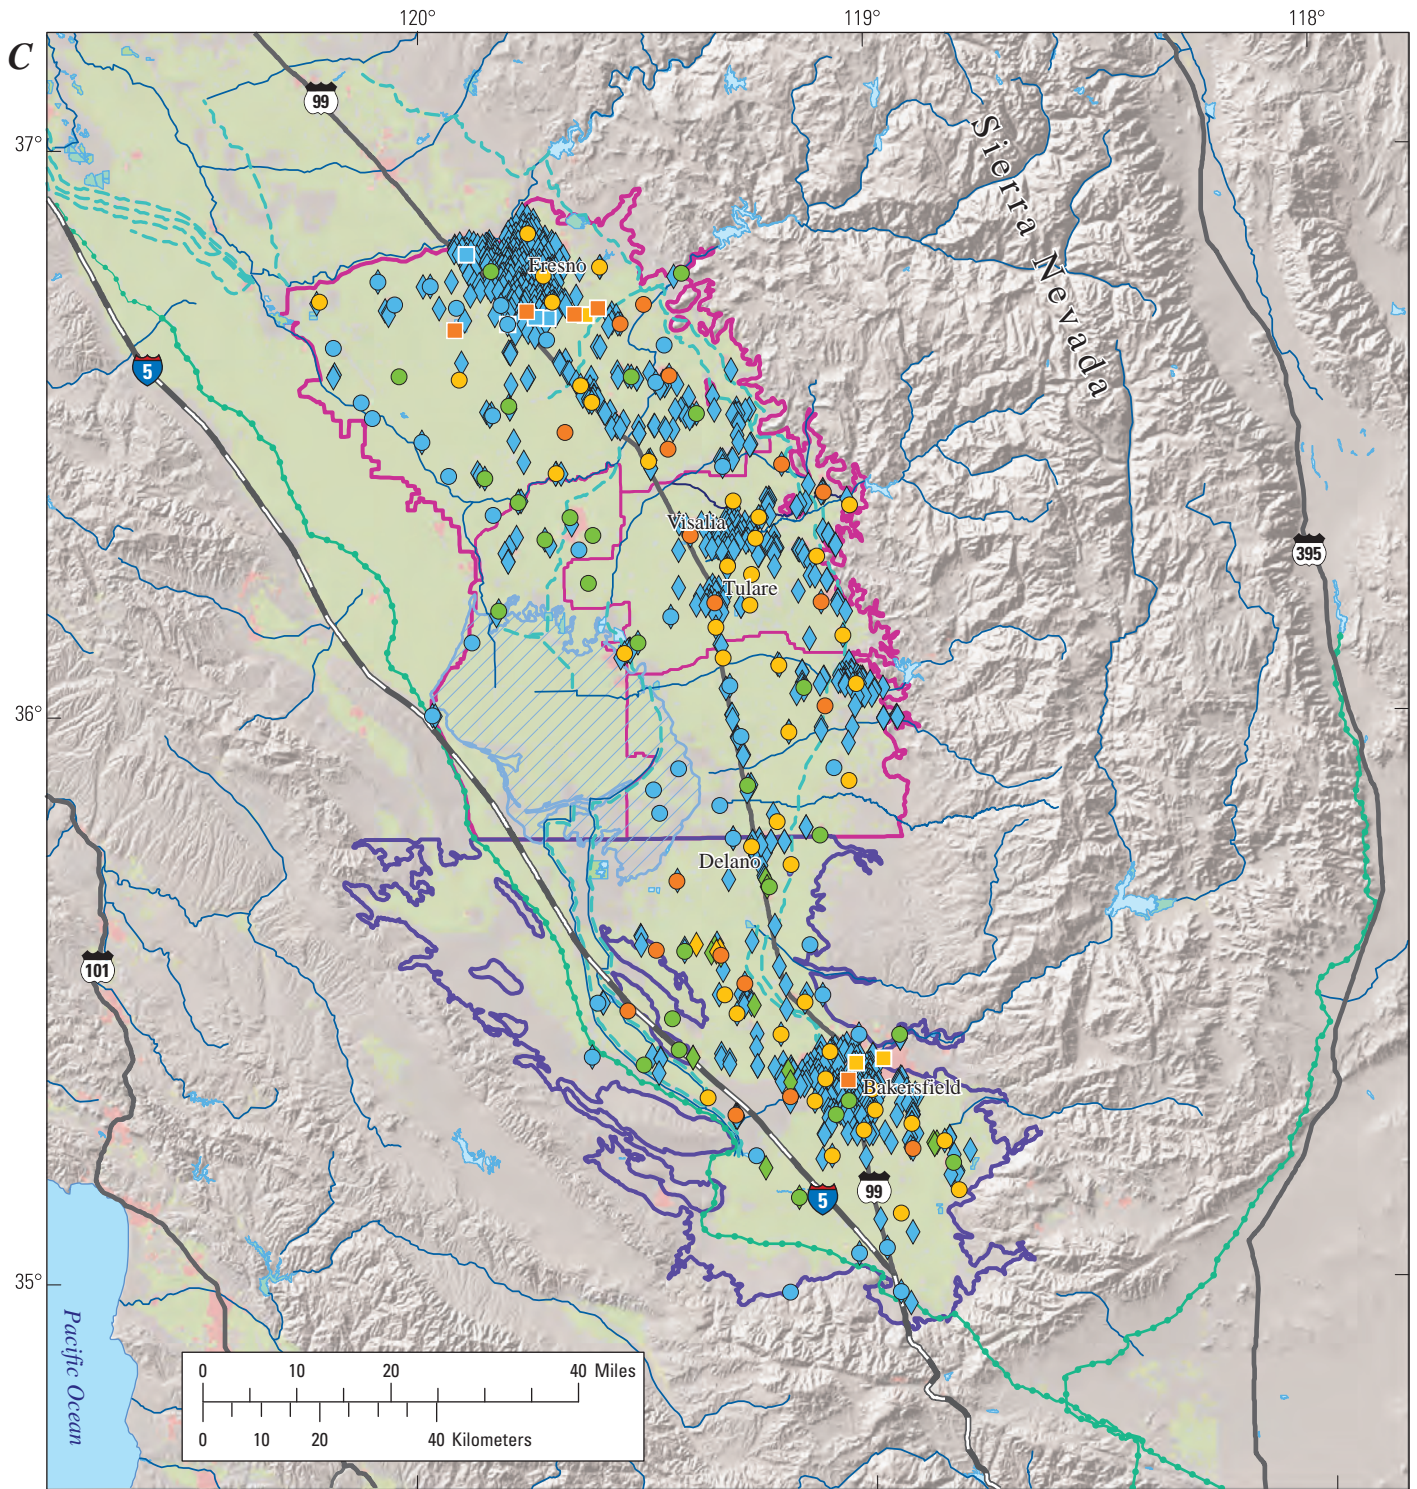 C
120°
119°
118°
99
37°
Sierra Nevada
Fresno
5
Visalia
395
Tulare
36°
Delano
101
Bakersfield
99
5
35°
Pacific Ocean
0 10 20 40 Miles
0 10 20 40 Kilometers